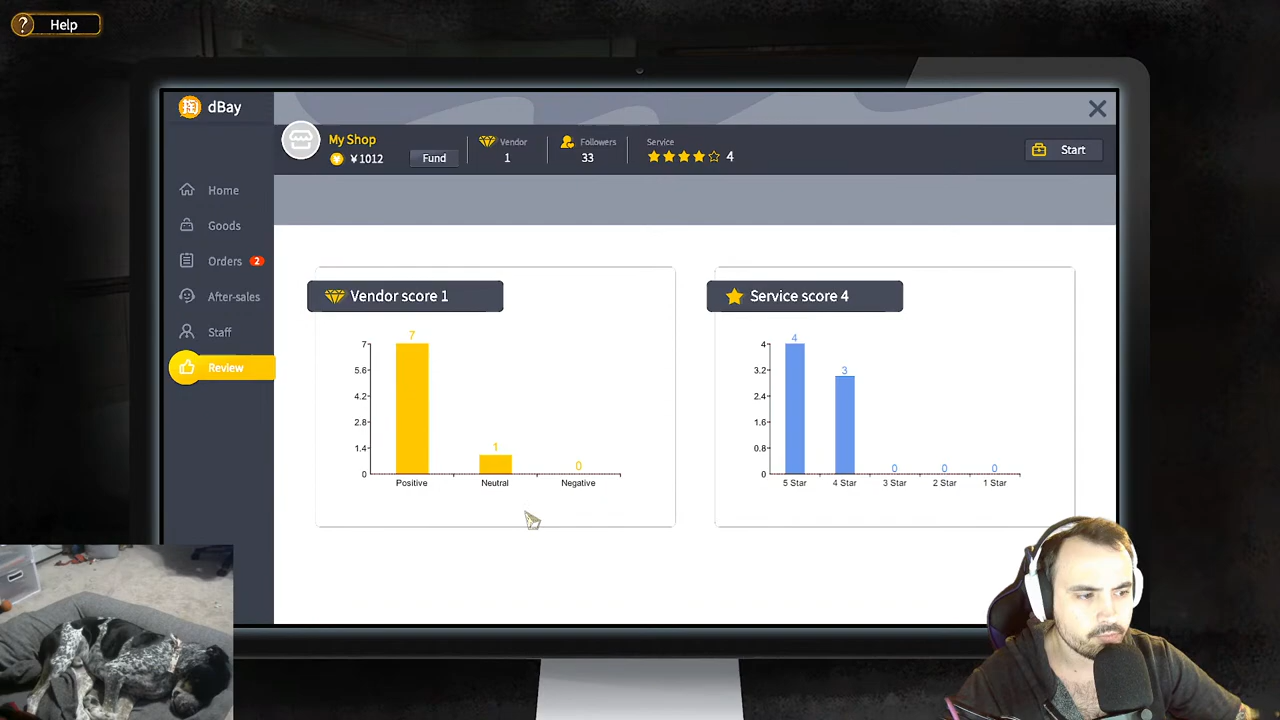 ? Help
掏 dBay
My Shop
¥1012
Fund
Vendor
1
Followers
33
Service
4
Start
Home
Goods
Orders 2
After-sales
Staff
Review
Vendor score 1
7
5.6
4.2
2.8
1.4
0
7
1
0
Positive Neutral Negative
Service score 4
4
3.2
2.4
1.6
0.8
0
4
3
0
0
0
5 Star 4 Star 3 Star 2 Star 1 Star